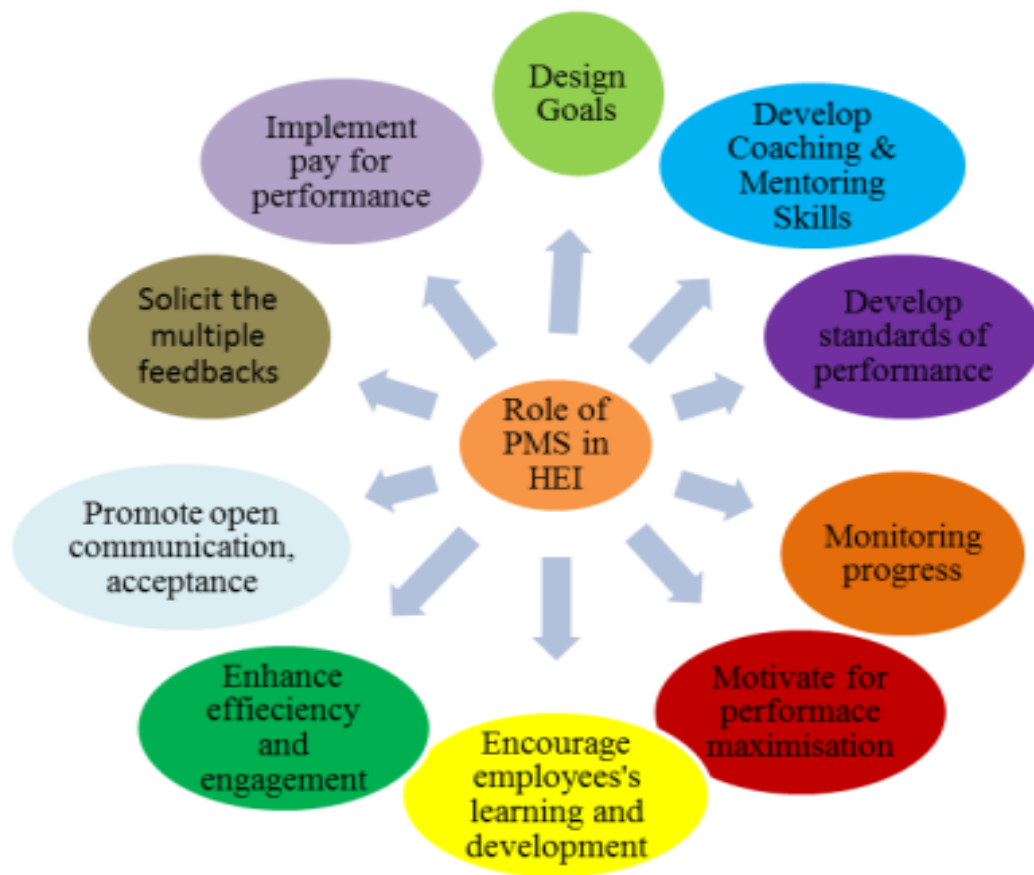 Design
Goals
Develop
Coaching &
Mentoring
Skills
Develop
standards of
performance
Monitoring
progress
Motivate for
performace
maximisation
Encourage
employees's
learning and
development
Enhance
effieciency
and
engagement
Promote open
communication,
acceptance
Solicit the
multiple
feedbacks
Implement
pay for
performance
Role of
PMS in
HEI